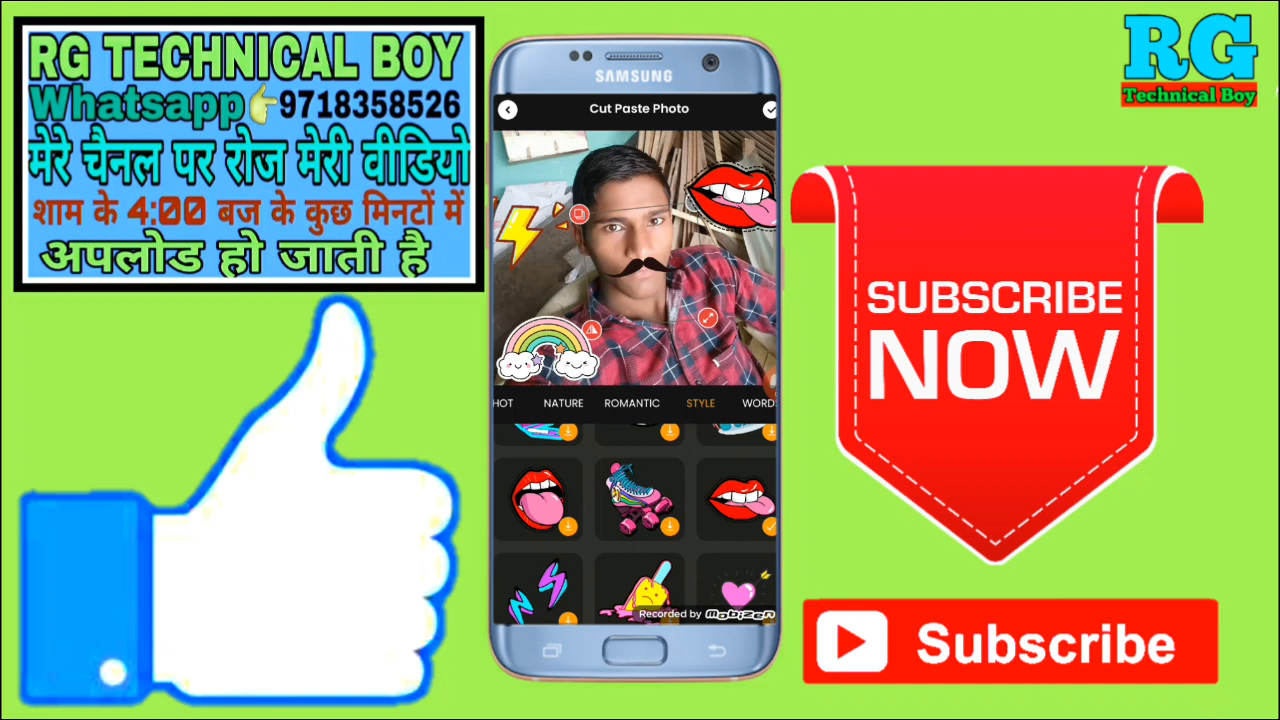 RG TECHNICAL BOY
Whatsapp👉9718358526
मेरे चैनल पर रोज मेरी वीडियो
शाम के 4:00 बज के कुछ मिनटों में
अपलोड हो जाती है
SAMSUNG
Cut Paste Photo
HOT NATURE ROMANTIC STYLE WORDS
Recorded by Mobizen
RG
Technical Boy
SUBSCRIBE
NOW
Subscribe